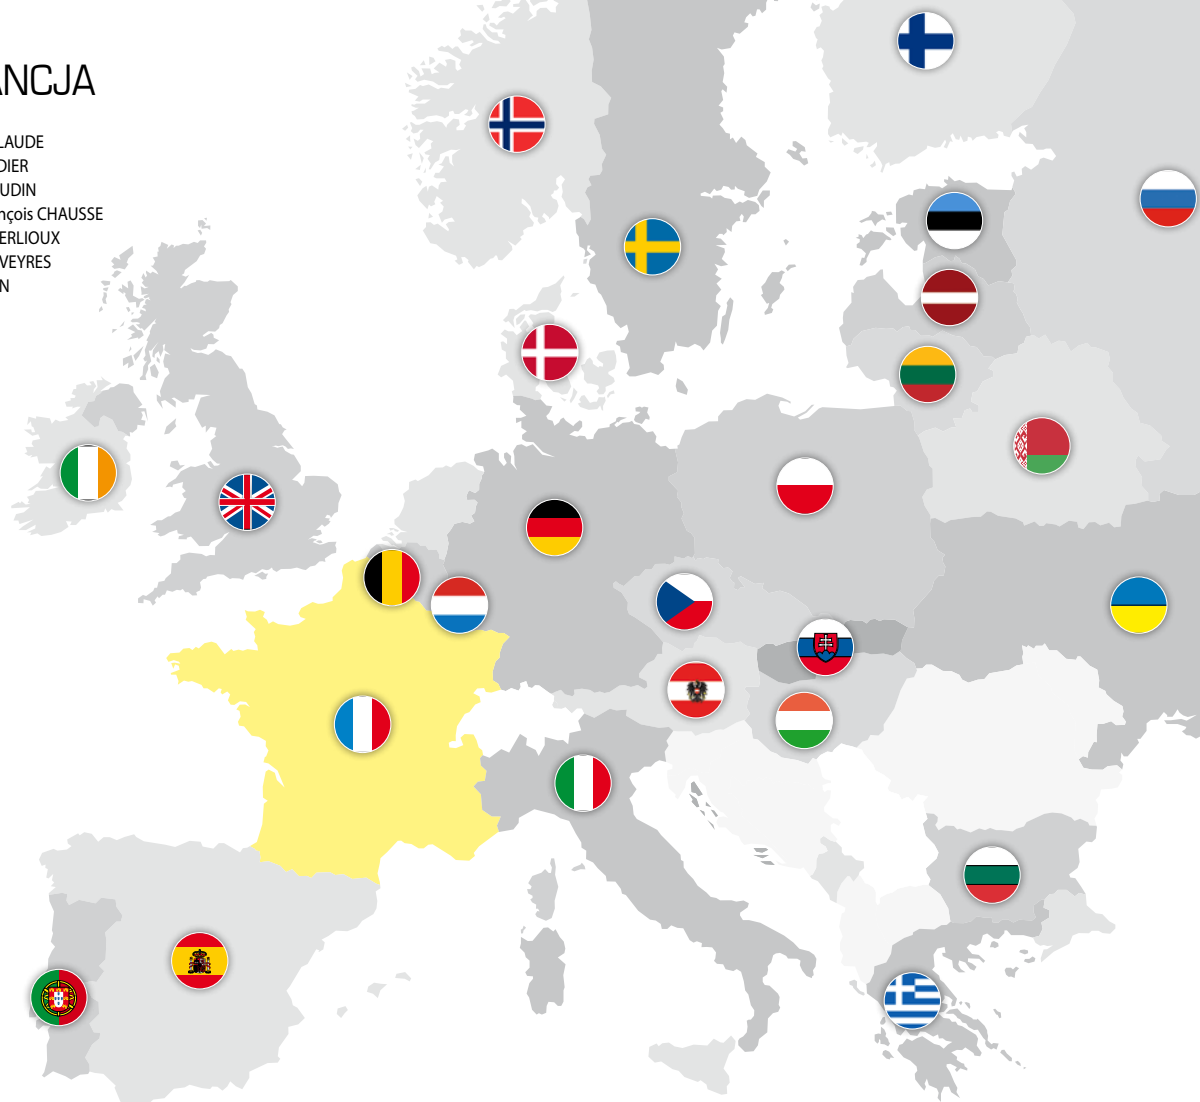 ANCJA
LAUDE
DIER
UDIN
nçois CHAUSSE
ERLIOUX
VEYRES
N